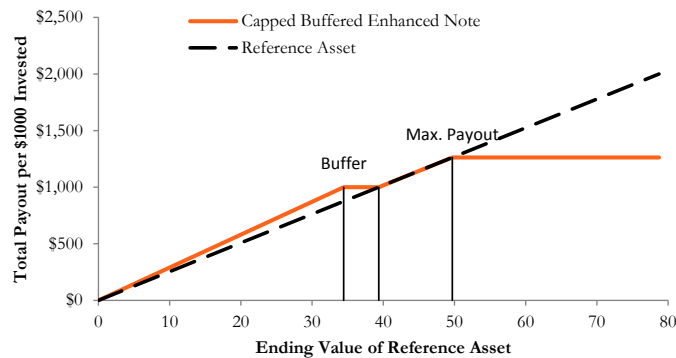 $2,500
$2,000
$1,500
$1,000
$500
$0
Total Payout per $1000 Invested
Capped Buffered Enhanced Note
Reference Asset
Buffer
Max. Payout
0 10 20 30 40 50 60 70 80
Ending Value of Reference Asset